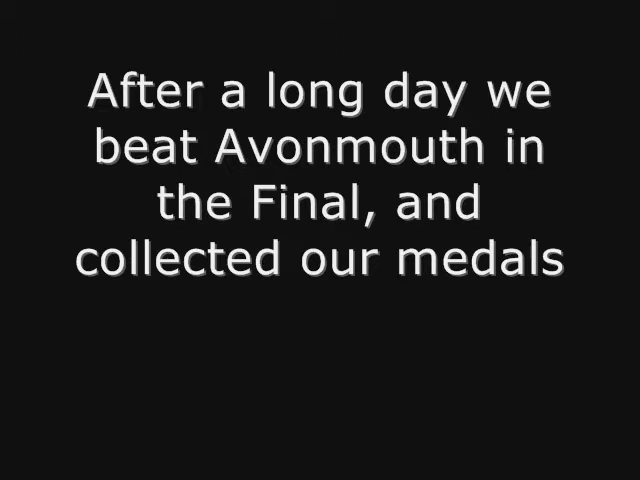 After a long day we
beat Avonmouth in
the Final, and
collected our medals